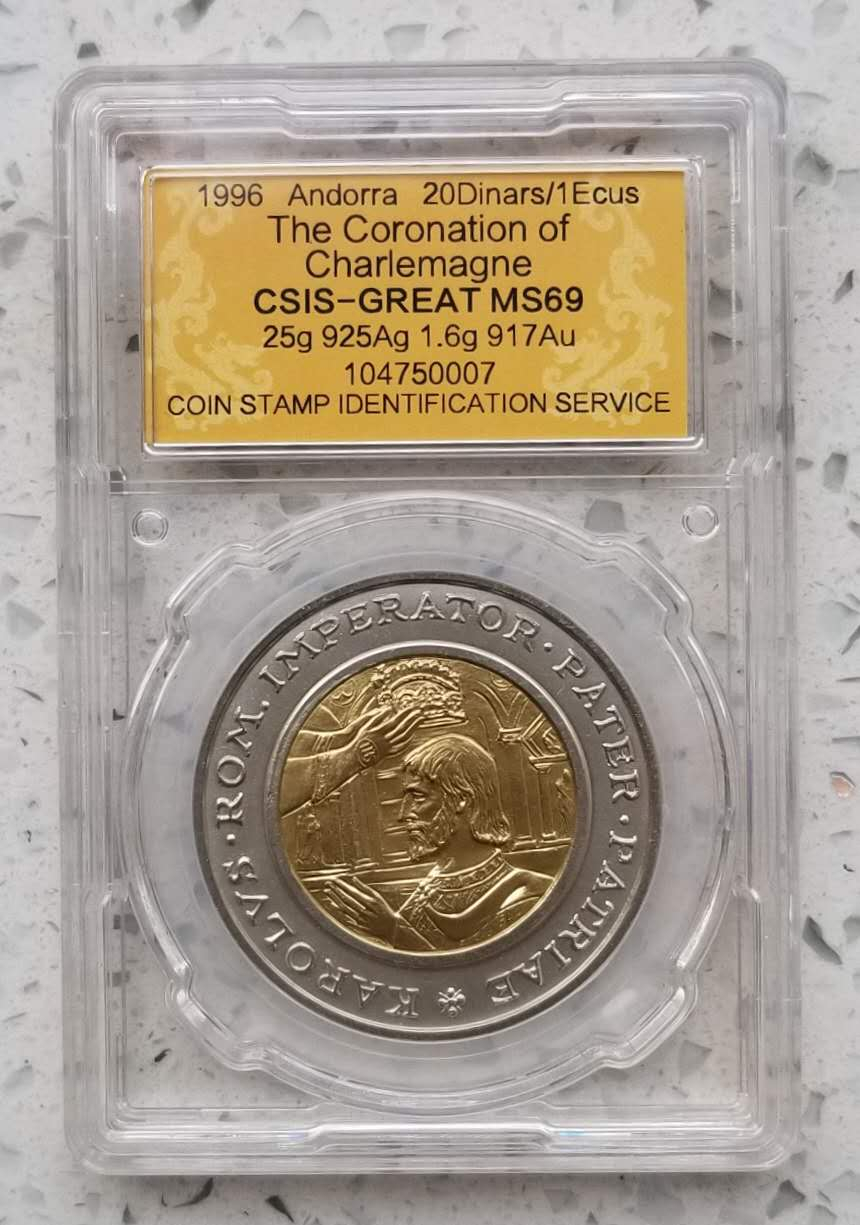 1996 Andorra 20Dinars/1Ecus
The Coronation of
Charlemagne
CSIS-GREAT MS69
25g 925Ag 1.6g 917Au
104750007
COIN STAMP IDENTIFICATION SERVICE
KAROLVS · ROM. IMPERATOR · PATER · PATRIAE